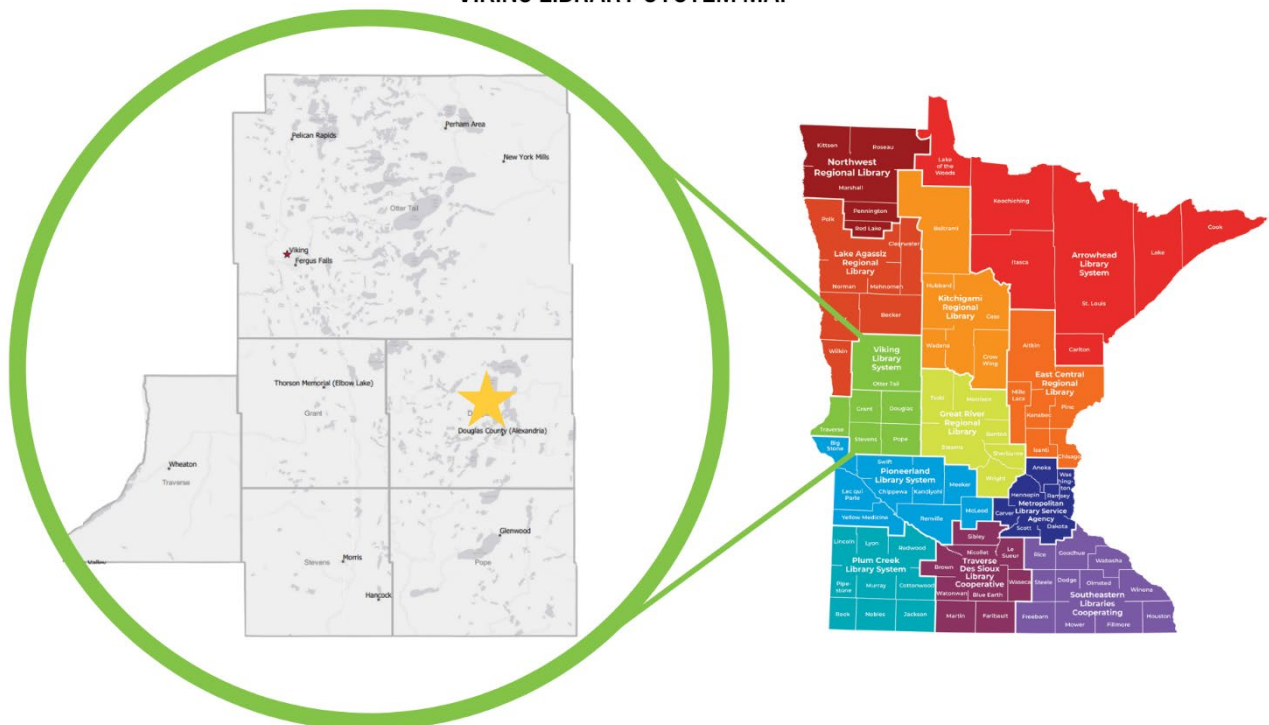 VIKING LIBRARY SYSTEM MAP
Pelican Rapids
Perham Area
New York Mills
Otter Tail
Viking
Fergus Falls
Thorson Memorial (Elbow Lake)
Grant
Douglas County (Alexandria)
Wheaton
Traverse
Glenwood
Morris
Stevens
Pope
Hancock
Kittson
Roseau
Northwest
Regional Library
Marshall
Pennington
Red Lake
Lake
of the
Woods
Koochiching
Cook
Lake
Itasca
Arrowhead
Library
System
St. Louis
Carlton
Polk
Clearwater
Lake Agassiz
Regional
Library
Norman
Mahnomen
Becker
Wilkin
Beltrami
Hubbard
Kitchigami
Regional
Library
Cass
Wadena
Crow
Wing
Viking
Library
System
Otter Tail
Grant
Douglas
Traverse
Stevens
Pope
Aitkin
East Central
Regional
Library
Mille
Lacs
Kanabec
Pine
Isanti
Chisago
Todd
Morrison
Great River
Regional
Library
Benton
Stearns
Sherburne
Wright
Big
Stone
Swift
Pioneerland
Library System
Lac qui
Parle
Chippewa
Kandiyohi
Meeker
McLeod
Renville
Yellow Medicine
Anoka
Was
hing-
ton
Hennepin
Ramsey
Metropolitan
Library Service
Agency
Carver
Scott
Dakota
Lincoln
Lyon
Redwood
Plum Creek
Library System
Pipe-
stone
Murray
Cottonwood
Rock
Nobles
Jackson
Sibley
Nicollet
Le
Sueur
Brown
Traverse
Des Sioux
Library
Cooperative
Waseca
Watonwan
Blue Earth
Martin
Faribault
Rice
Goodhue
Wabasha
Steele
Dodge
Olmsted
Winona
Southeastern
Libraries
Cooperating
Freeborn
Mower
Fillmore
Houston